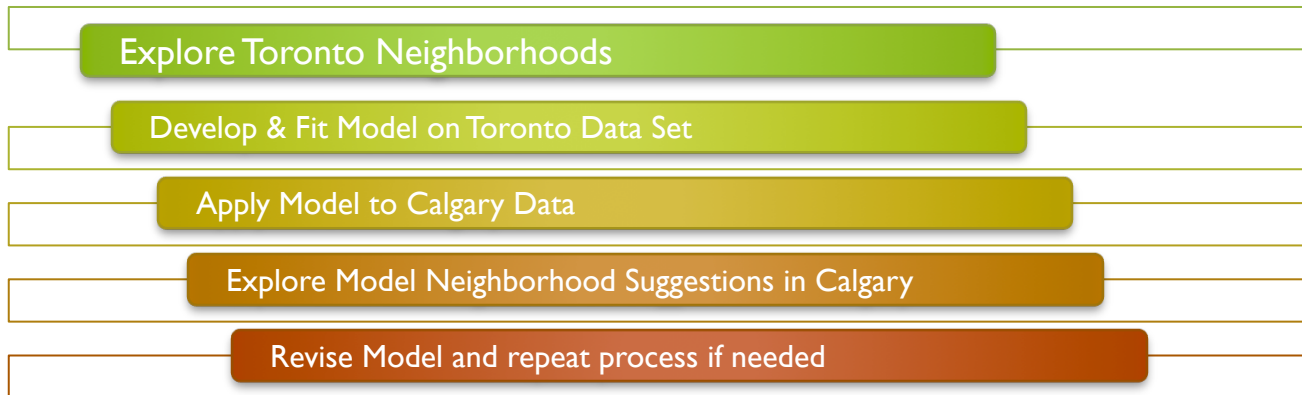 Explore Toronto Neighborhoods
Develop & Fit Model on Toronto Data Set
Apply Model to Calgary Data
Explore Model Neighborhood Suggestions in Calgary
Revise Model and repeat process if needed